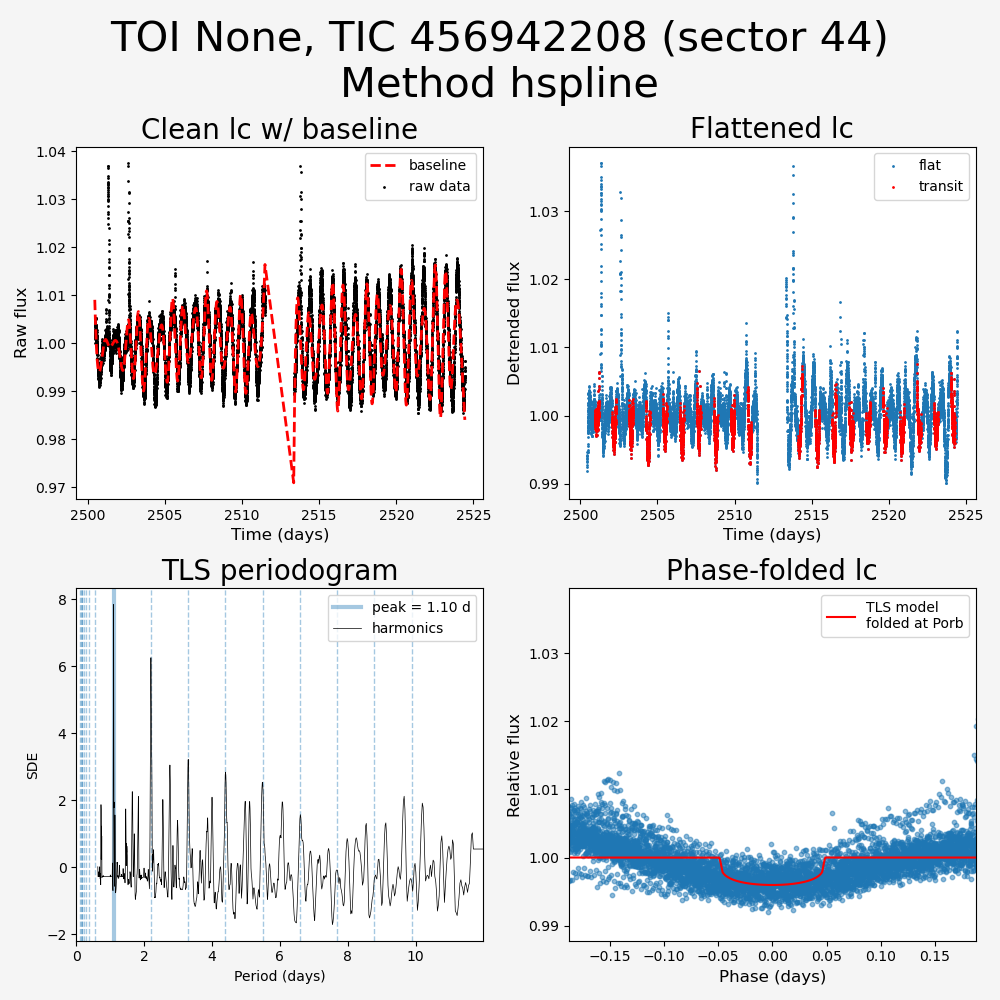 TOI None, TIC 456942208 (sector 44)
Method hspline
Clean lc w/ baseline
1.04
1.03
1.02
1.01
1.00
0.99
0.98
0.97
Raw flux
baseline
raw data
2500
2505
2510
2515
2520
2525
Time (days)
Flattened lc
1.03
1.02
1.01
1.00
0.99
Detrended flux
flat
transit
2500
2505
2510
2515
2520
2525
Time (days)
TLS periodogram
8
6
4
2
0
−2
SDE
peak = 1.10 d
harmonics
0
2
4
6
8
10
Period (days)
Phase-folded lc
1.03
1.02
1.01
1.00
0.99
Relative flux
TLS model
folded at Porb
−0.15
−0.10
−0.05
0.00
0.05
0.10
0.15
Phase (days)